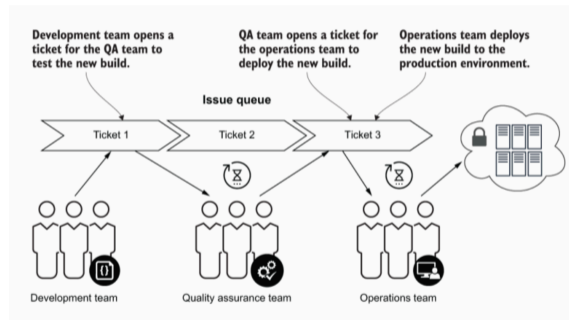 Development team opens a
ticket for the QA team to
test the new build.
QA team opens a ticket for
the operations team to
deploy the new build.
Operations team deploys
the new build to the
production environment.
Issue queue
Ticket 1
Ticket 2
Ticket 3
{}
Development team
Quality assurance team
Operations team